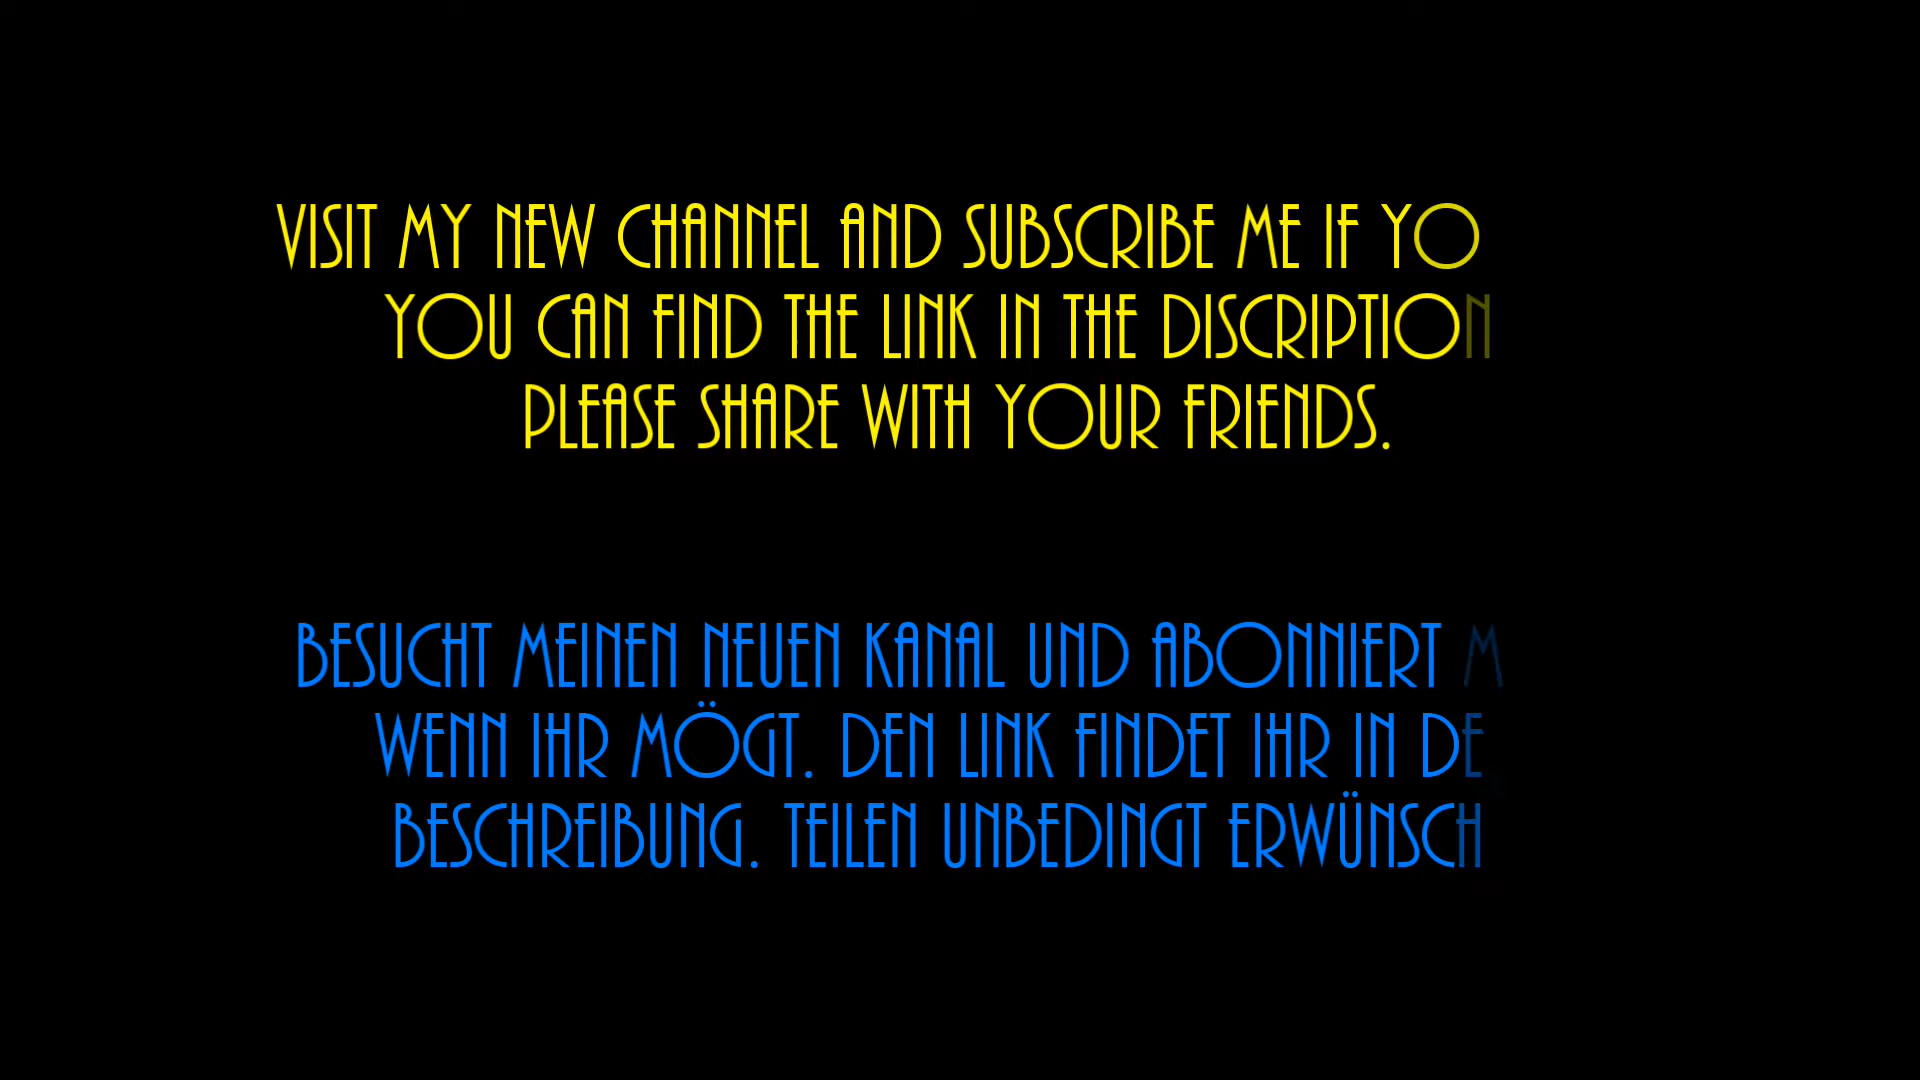 VISIT MY NEW CHANNEL AND SUBSCRIBE ME IF YO
YOU CAN FIND THE LINK IN THE DISCRIPTION
PLEASE SHARE WITH YOUR FRIENDS.
BESUCHT MEINEN NEUEN KANAL UND ABONNIERT M
WENN IHR MÖGT. DEN LINK FINDET IHR IN DE
BESCHREIBUNG. TEILEN UNBEDINGT ERWÜNSCH